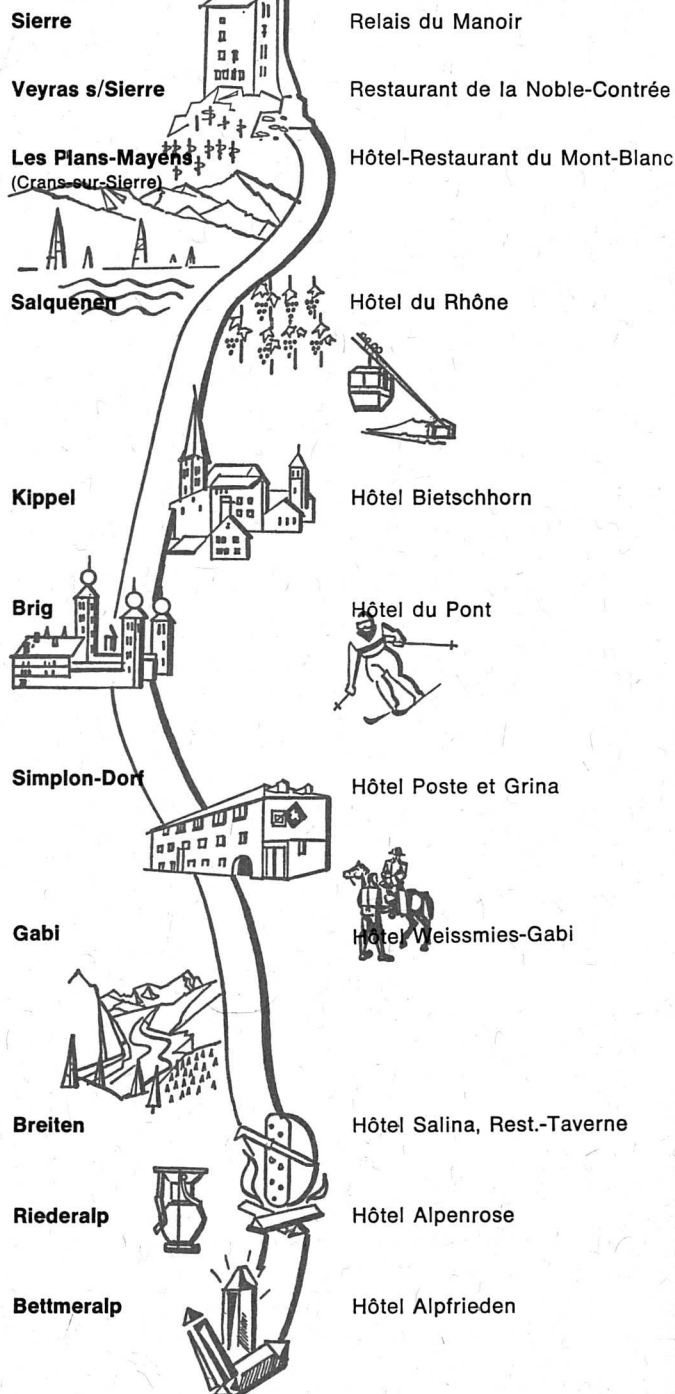 Sierre Relais du Manoir
Veyras s/Sierre Restaurant de la Noble-Contrée
Les Plans-Mayens Hôtel-Restaurant du Mont-Blanc
(Crans-sur-Sierre)
Salquenen Hôtel du Rhône
Kippel Hôtel Bietschhorn
Brig Hôtel du Pont
Simplon-Dorf Hôtel Poste et Grina
Gabi Hôtel Weissmies-Gabi
Breiten Hôtel Salina, Rest.-Taverne
Riederalp Hôtel Alpenrose
Bettmeralp Hôtel Alpfrieden